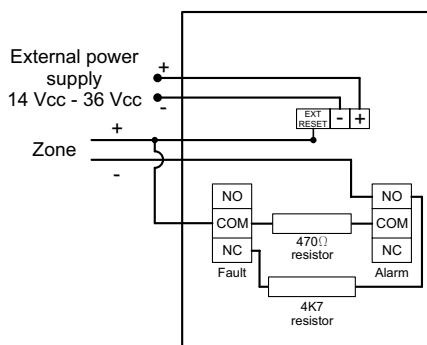 External power
supply
14 Vcc - 36 Vcc
+
-
EXT
RESET
-
+
+
Zone
-
NO
COM
NC
Fault
470Ω
resistor
NO
COM
NC
Alarm
4K7
resistor